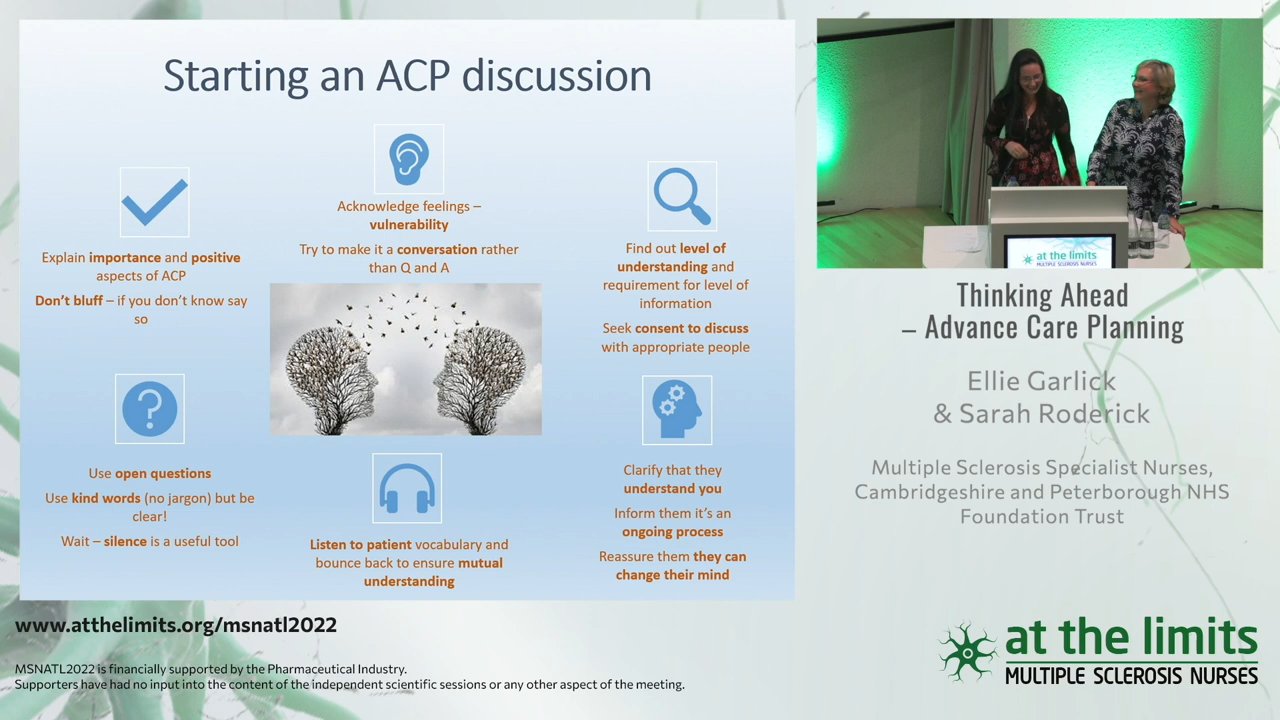 Starting an ACP discussion
Explain importance and positive
aspects of ACP
Don't bluff – if you don't know say
so
Acknowledge feelings –
vulnerability
Try to make it a conversation rather
than Q and A
Find out level of
understanding and
requirement for level of
information
Seek consent to discuss
with appropriate people
Use open questions
Use kind words (no jargon) but be
clear!
Wait – silence is a useful tool
Listen to patient vocabulary and
bounce back to ensure mutual
understanding
Clarify that they
understand you
Inform them it's an
ongoing process
Reassure them they can
change their mind
at the limits
MULTIPLE SCLEROSIS NURSES
Thinking Ahead
– Advance Care Planning
Ellie Garlick
& Sarah Roderick
Multiple Sclerosis Specialist Nurses,
Cambridgeshire and Peterborough NHS
Foundation Trust
www.atthelimits.org/msnatl2022
MSNATL2022 is financially supported by the Pharmaceutical Industry.
Supporters have had no input into the content of the independent scientific sessions or any other aspect of the meeting.
at the limits
MULTIPLE SCLEROSIS NURSES